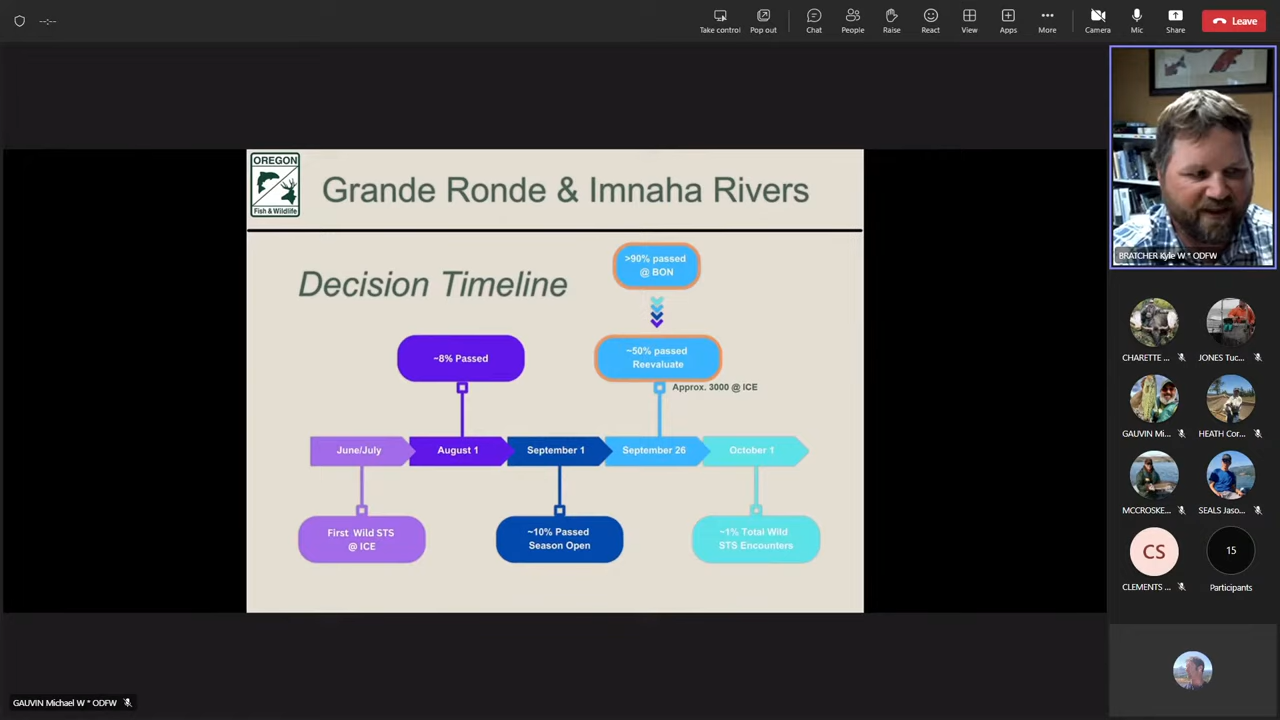 --:--
Take control
Pop out
Chat
People
Raise
React
View
Apps
More
Camera
Mic
Share
Leave
OREGON
Fish & Wildlife
Grande Ronde & Imnaha Rivers
Decision Timeline
>90% passed
@ BON
~8% Passed
~50% passed
Reevaluate
Approx. 3000 @ ICE
June/July
August 1
September 1
September 26
October 1
First Wild STS
@ ICE
~10% Passed
Season Open
~1% Total Wild
STS Encounters
BRATCHER Kyle W * ODFW
CHARETTE ...
JONES Tuc...
GAUVIN Mi...
HEATH Cor...
MCCROSKE...
SEALS Jaso...
CS
CLEMENTS ...
15
Participants
GAUVIN Michael W * ODFW